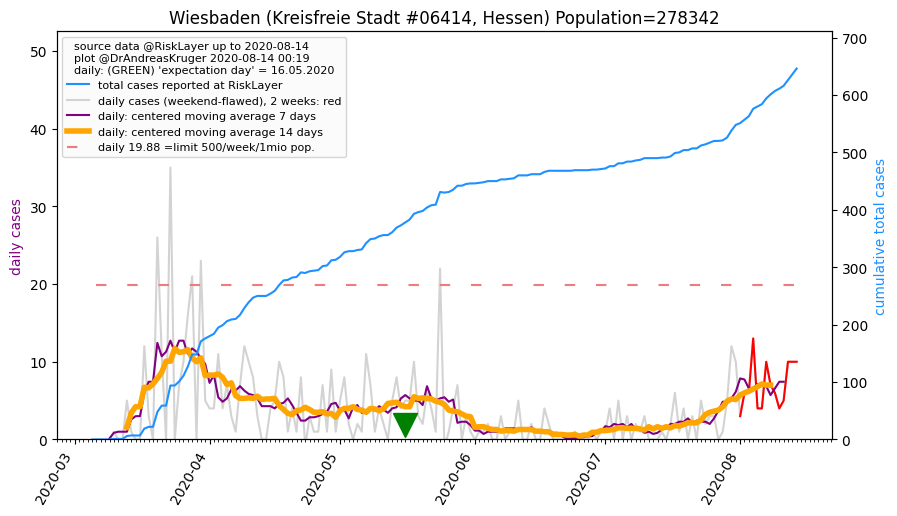 Wiesbaden (Kreisfreie Stadt #06414, Hessen) Population=278342
source data @RiskLayer up to 2020-08-14
plot @DrAndreasKruger 2020-08-14 00:19
daily: (GREEN) 'expectation day' = 16.05.2020
total cases reported at RiskLayer
daily cases (weekend-flawed), 2 weeks: red
daily: centered moving average 7 days
daily: centered moving average 14 days
daily 19.88 =limit 500/week/1mio pop.
daily cases
50
40
30
20
10
0
cumulative total cases
700
600
500
400
300
200
100
0
2020-03
2020-04
2020-05
2020-06
2020-07
2020-08